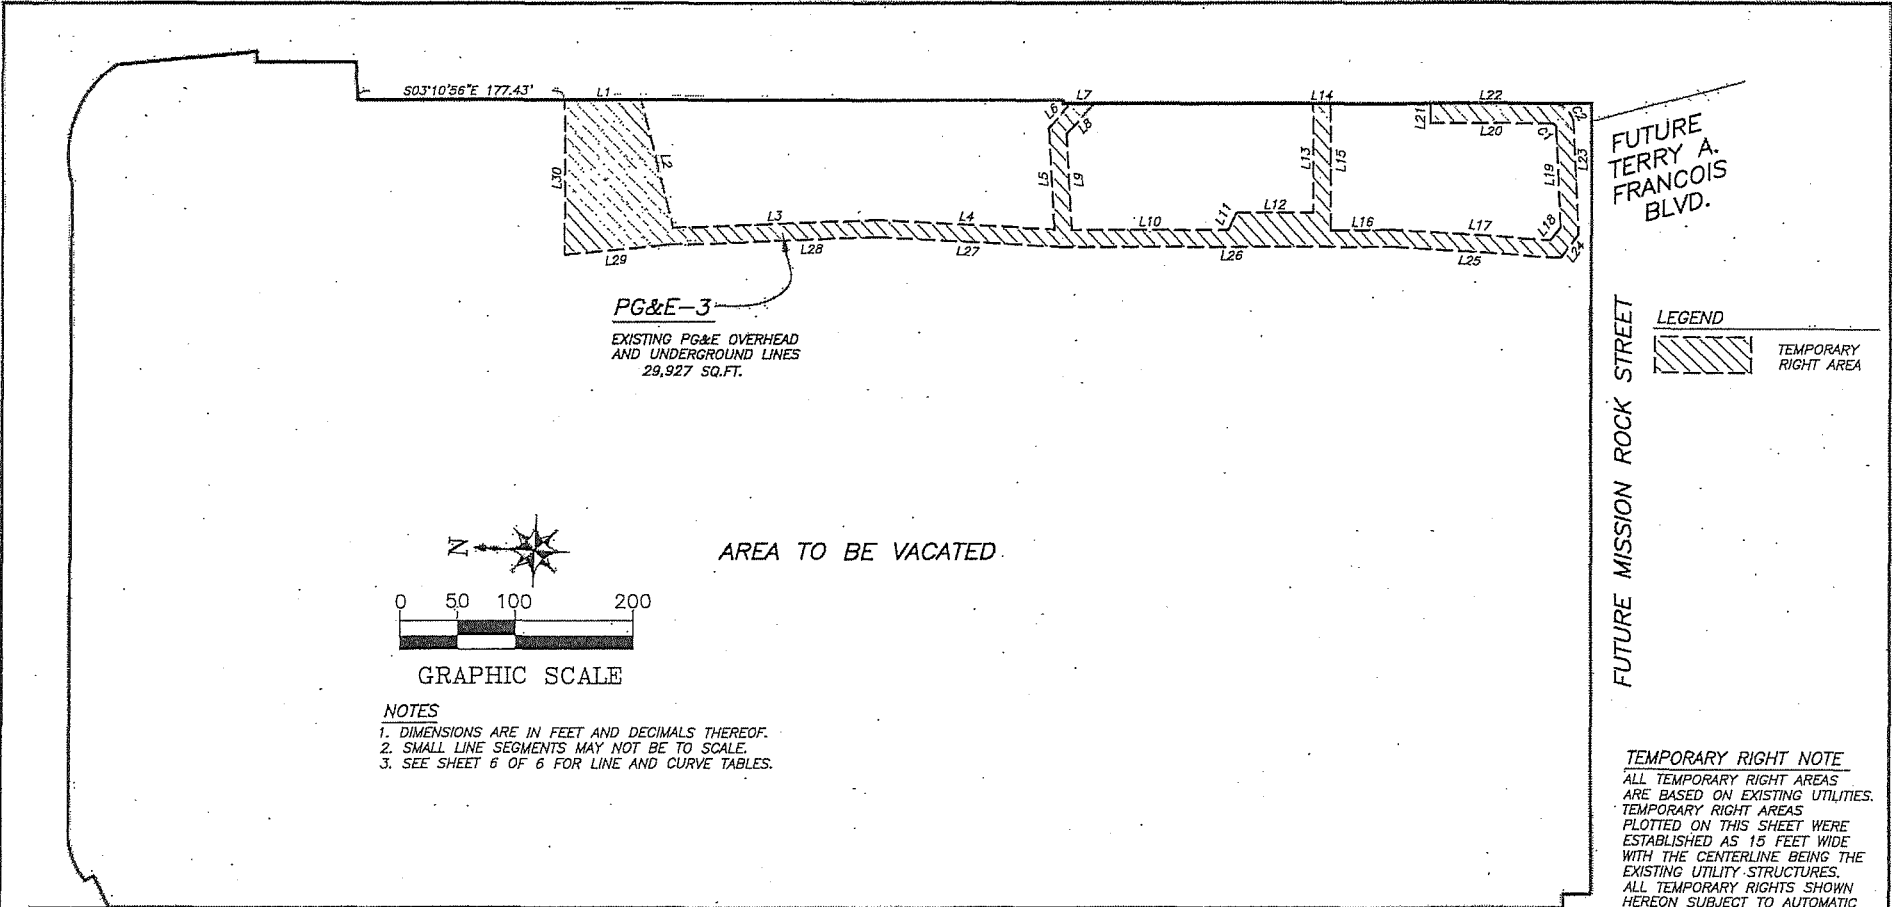 S03°10'56"E 177.43'
L1
L7
L14
L22
L6
L8
L21
L20
C1
C2
L2
L30
L5
L9
L13
L15
L19
L23
L3
L4
L10
L11
L12
L16
L17
L18
L24
L29
L28
L27
L26
L25
FUTURE
TERRY A.
FRANCOIS
BLVD.
PG&E-3
EXISTING PG&E OVERHEAD
AND UNDERGROUND LINES
29,927 SQ.FT.
LEGEND
TEMPORARY
RIGHT AREA
FUTURE MISSION ROCK STREET
N
AREA TO BE VACATED
0 50 100 200
GRAPHIC SCALE
NOTES
1. DIMENSIONS ARE IN FEET AND DECIMALS THEREOF.
2. SMALL LINE SEGMENTS MAY NOT BE TO SCALE.
3. SEE SHEET 6 OF 6 FOR LINE AND CURVE TABLES.
TEMPORARY RIGHT NOTE
ALL TEMPORARY RIGHT AREAS
ARE BASED ON EXISTING UTILITIES.
TEMPORARY RIGHT AREAS
PLOTTED ON THIS SHEET WERE
ESTABLISHED AS 15 FEET WIDE
WITH THE CENTERLINE BEING THE
EXISTING UTILITY STRUCTURES.
ALL TEMPORARY RIGHTS SHOWN
HEREON SUBJECT TO AUTOMATIC